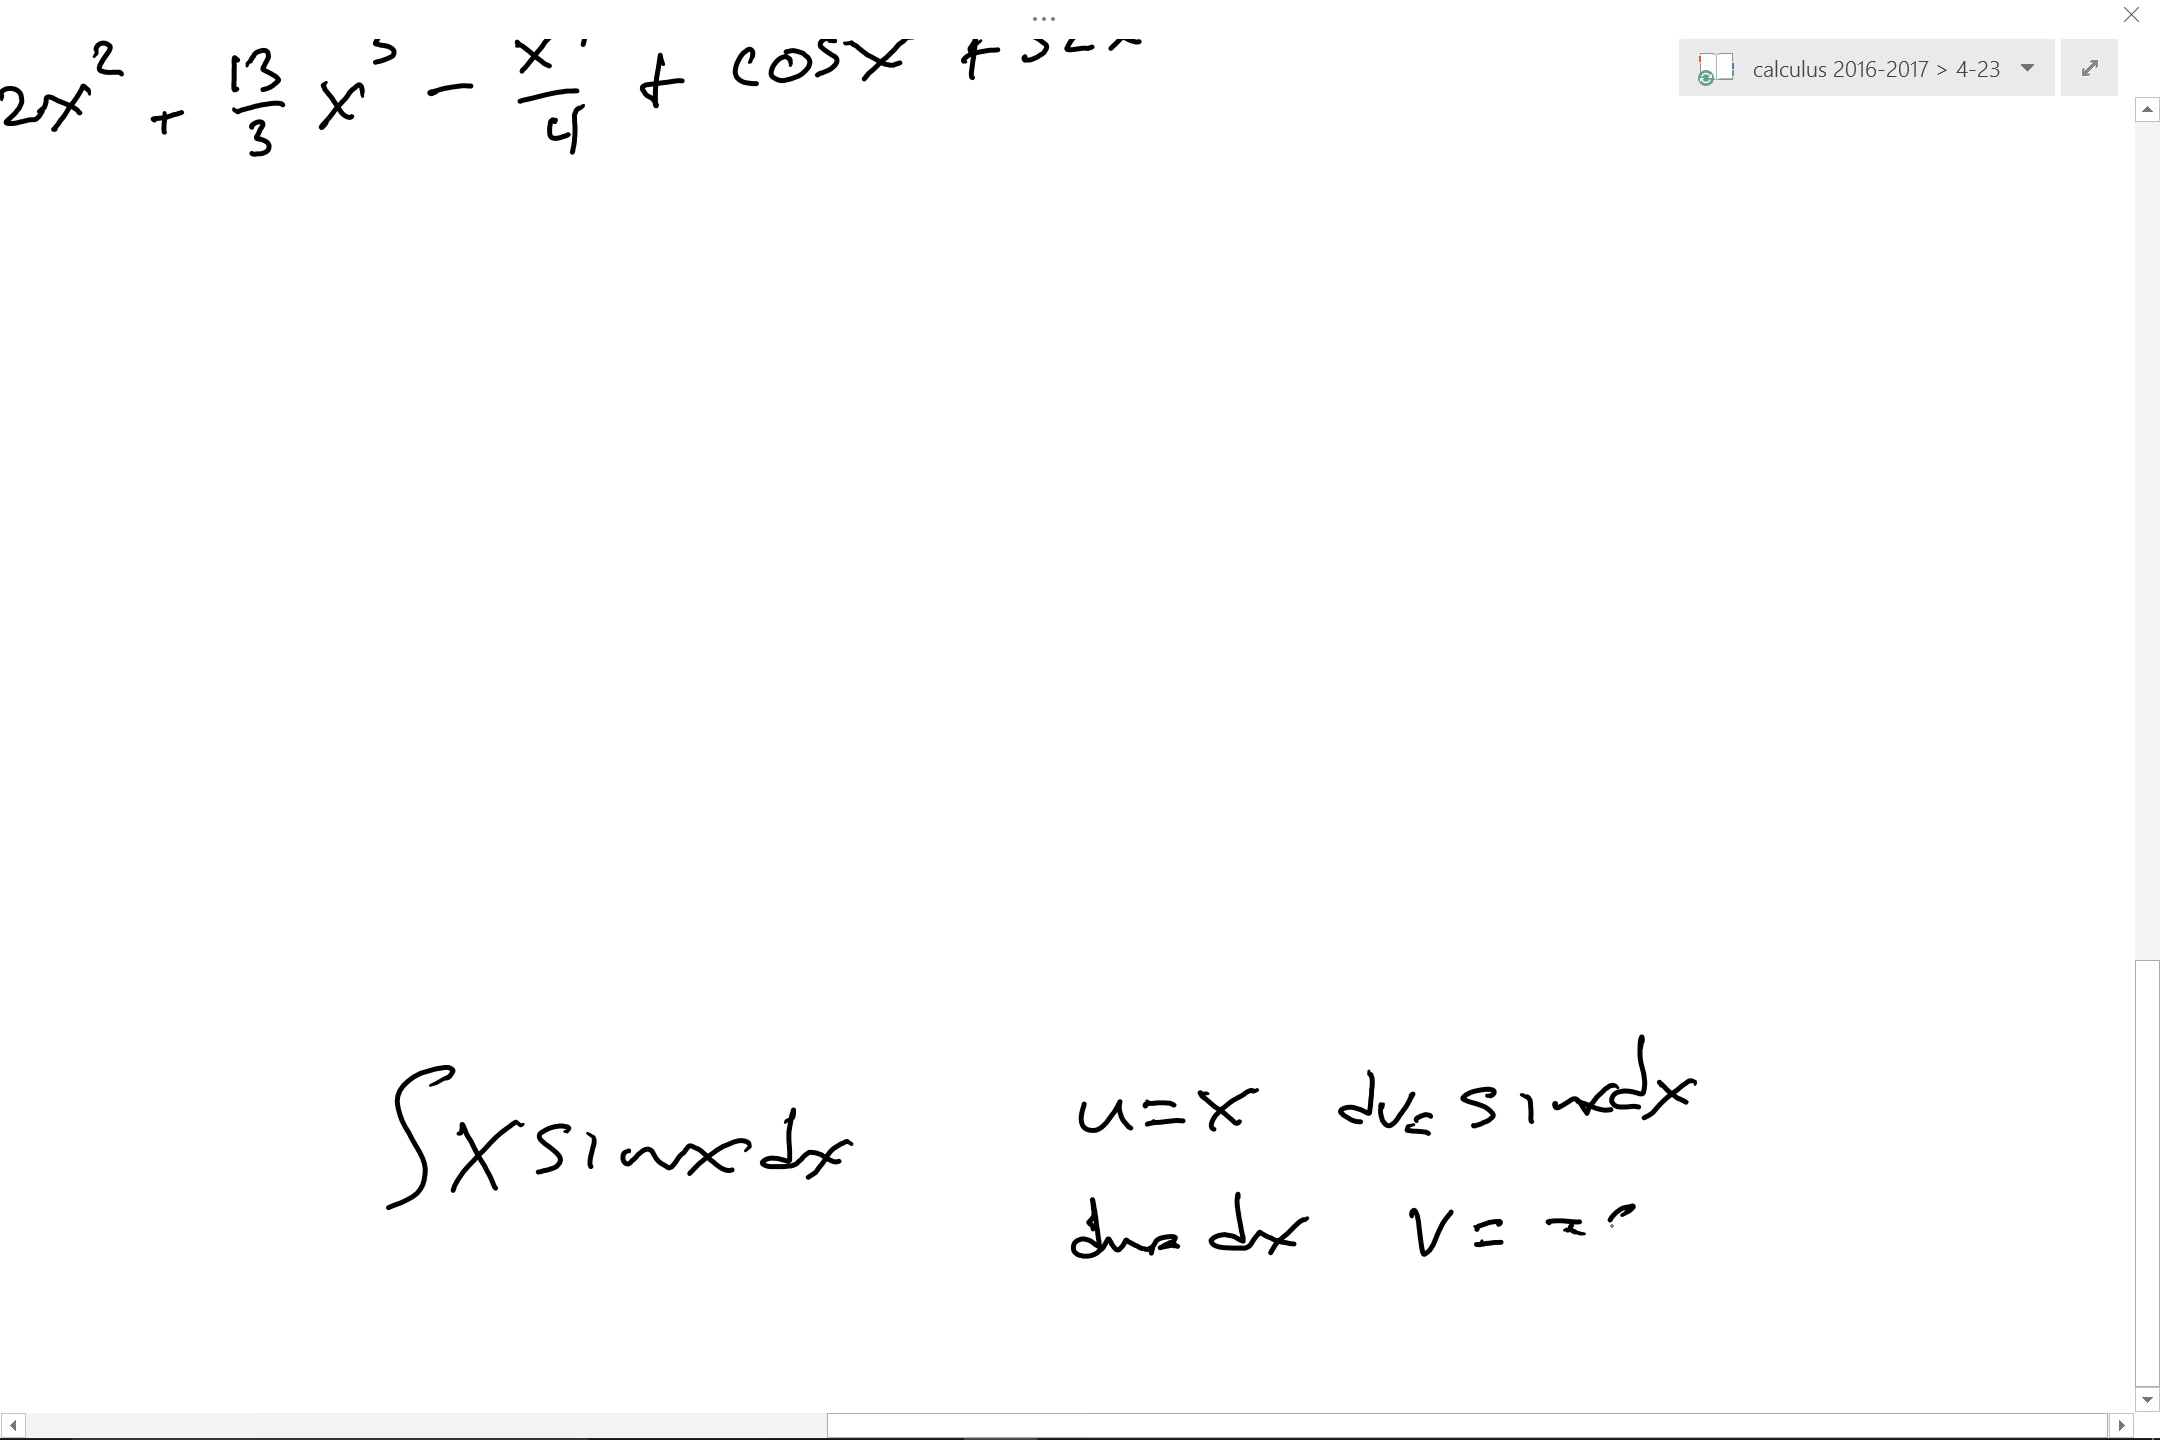 calculus 2016-2017 > 4-23
2x² + 13/3 x³ - x/4 + cosx +
∫xsinxdx
u=x dv= sinxdx
du= dx v= -